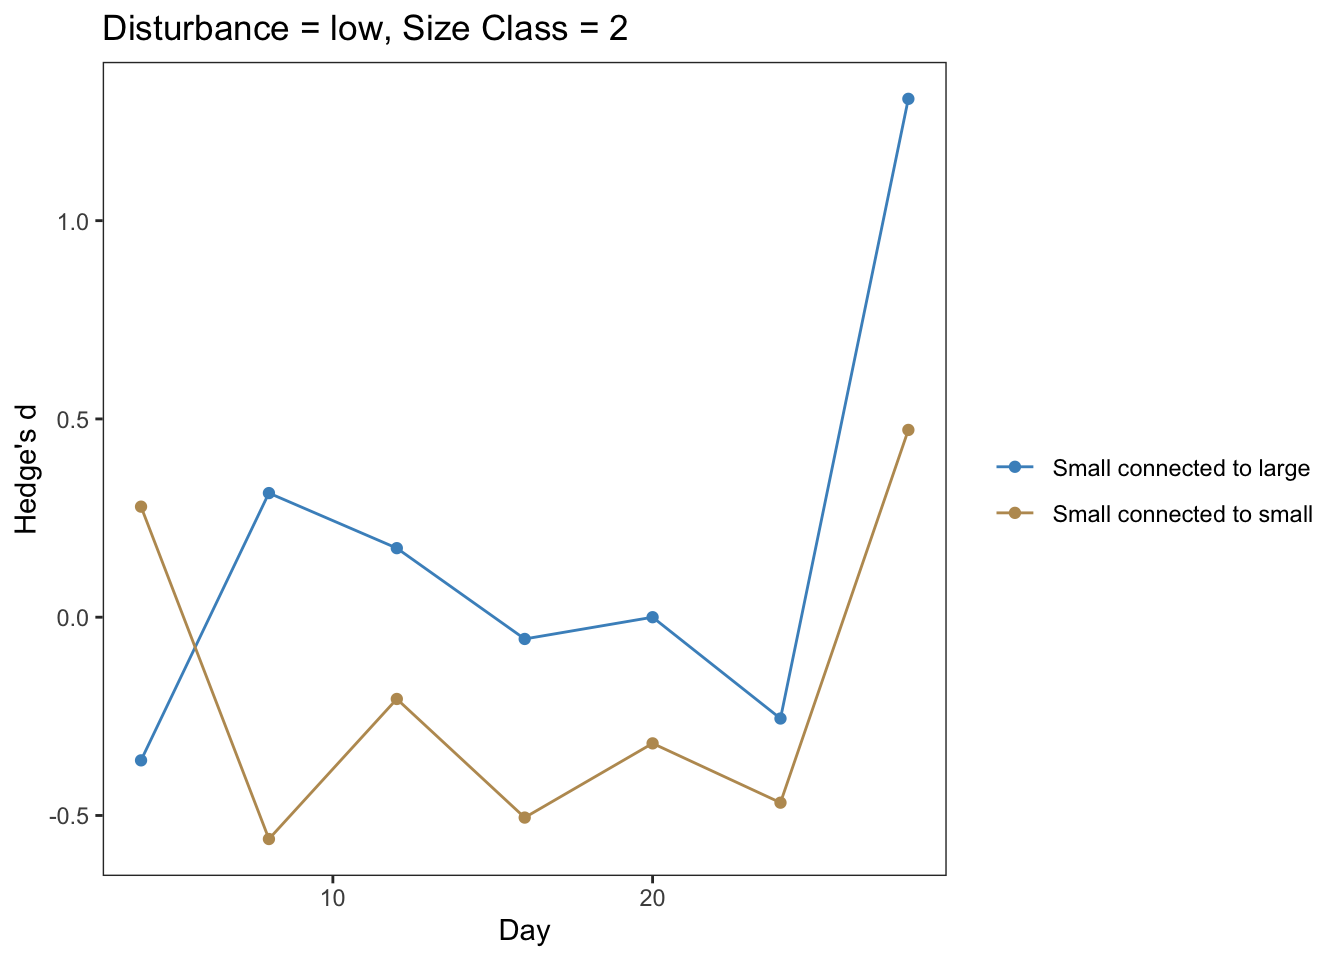 Disturbance = low, Size Class = 2
1.0
0.5
0.0
-0.5
Hedge's d
10
20
Day
Small connected to large
Small connected to small